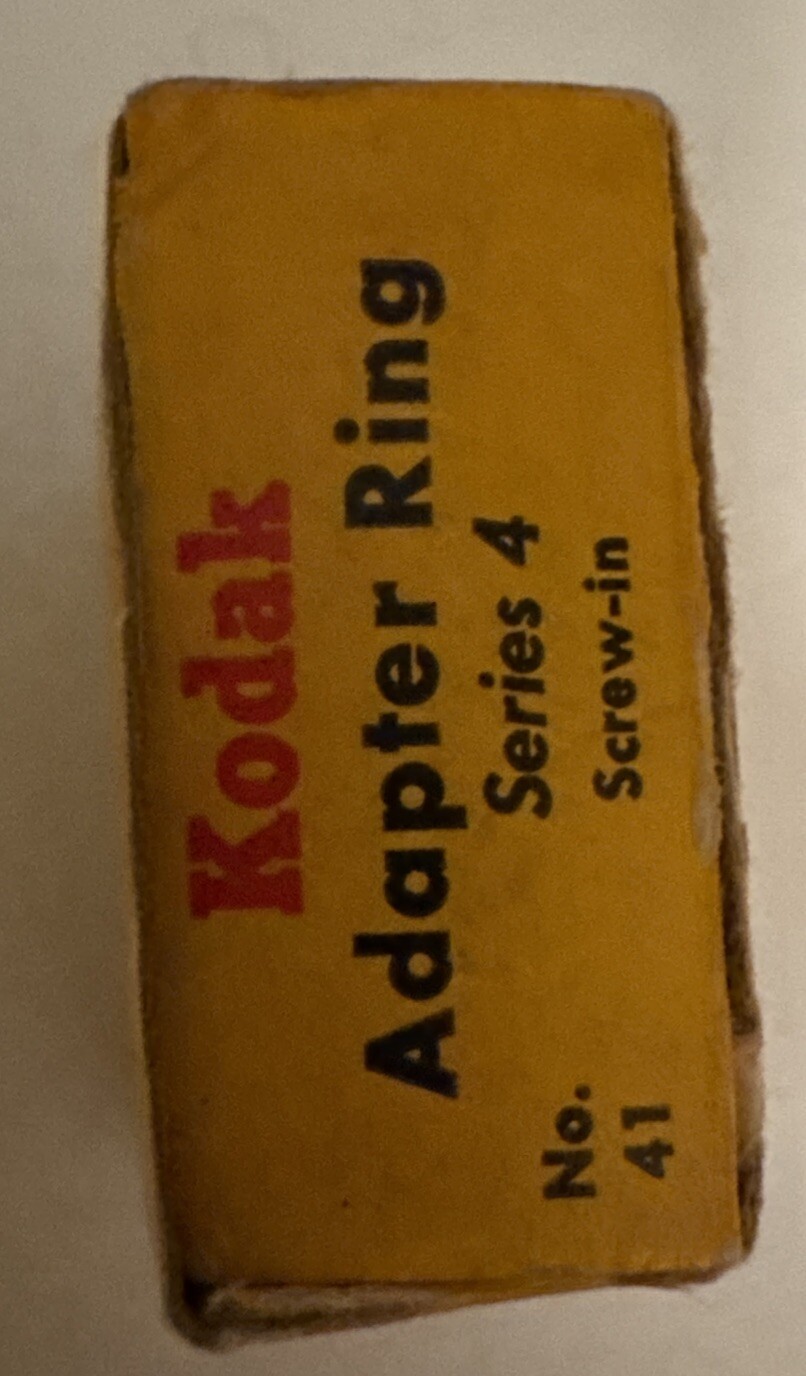 Kodak
Adapter Ring
Series 4
Screw-in
No.
41